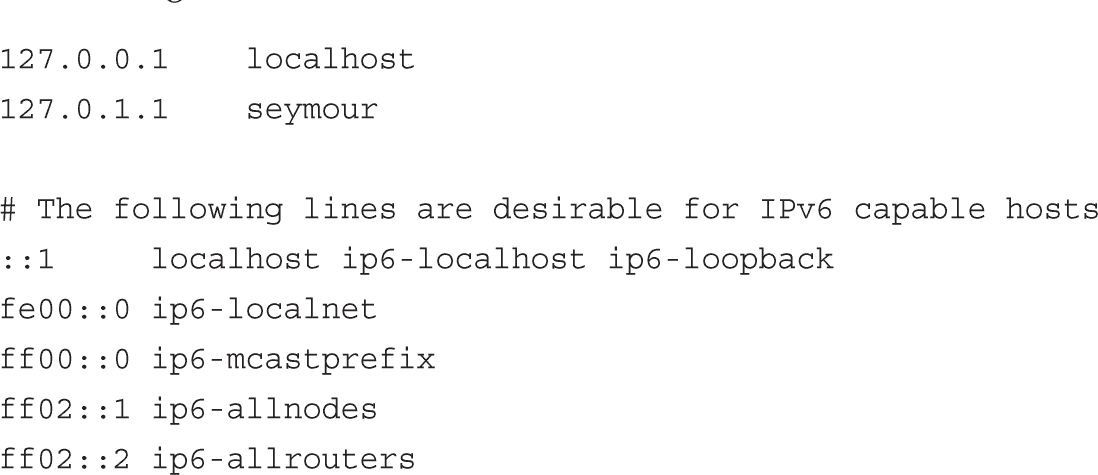 127.0.0.1    localhost
127.0.1.1    seymour
# The following lines are desirable for IPv6 capable hosts
::1     localhost ip6-localhost ip6-loopback
fe00::0 ip6-localnet
ff00::0 ip6-mcastprefix
ff02::1 ip6-allnodes
ff02::2 ip6-allrouters